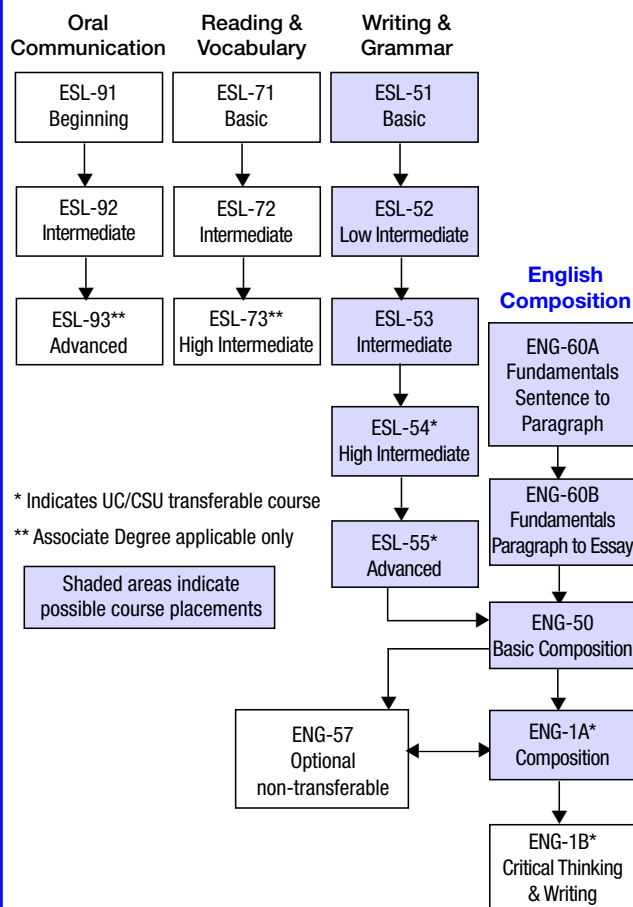 Oral
Communication
Reading &
Vocabulary
Writing &
Grammar
ESL-91
Beginning
ESL-71
Basic
ESL-51
Basic
ESL-92
Intermediate
ESL-72
Intermediate
ESL-52
Low Intermediate
English
Composition
ESL-93**
Advanced
ESL-73**
High Intermediate
ESL-53
Intermediate
ENG-60A
Fundamentals
Sentence to
Paragraph
ESL-54*
High Intermediate
* Indicates UC/CSU transferable course
** Associate Degree applicable only
ENG-60B
Fundamentals
Paragraph to Essay
ESL-55*
Advanced
Shaded areas indicate
possible course placements
ENG-50
Basic Composition
ENG-57
Optional
non-transferable
ENG-1A*
Composition
ENG-1B*
Critical Thinking
& Writing